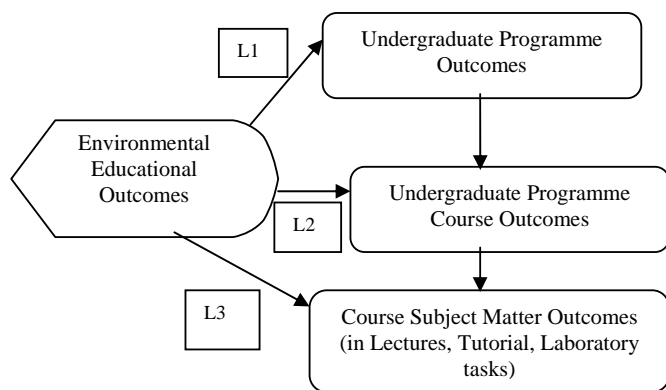 L1
Undergraduate Programme
Outcomes
Environmental
Educational
Outcomes
L2
Undergraduate Programme
Course Outcomes
L3
Course Subject Matter Outcomes
(in Lectures, Tutorial, Laboratory
tasks)